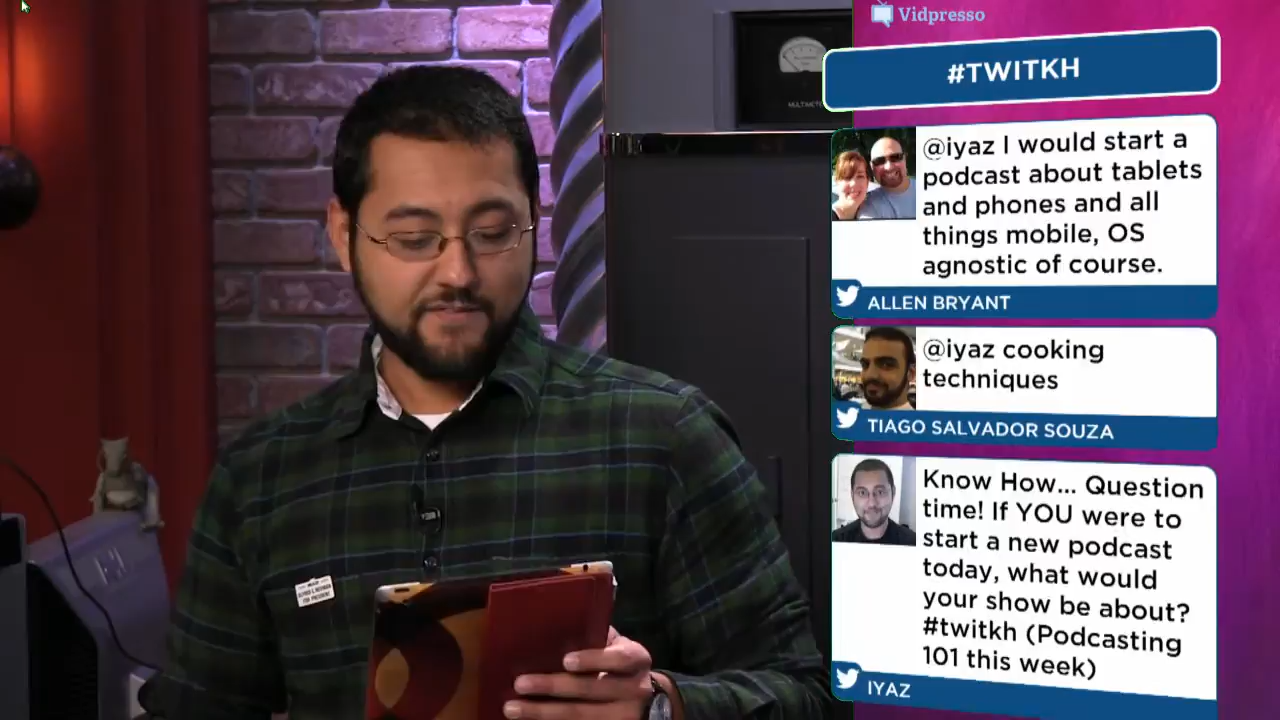 Vidpresso
#TWITKH
@iyaz I would start a
podcast about tablets
and phones and all
things mobile, OS
agnostic of course.
ALLEN BRYANT
@iyaz cooking
techniques
TIAGO SALVADOR SOUZA
Know How... Question
time! If YOU were to
start a new podcast
today, what would
your show be about?
#twitkh (Podcasting
101 this week)
IYAZ
FOR PRESIDENT